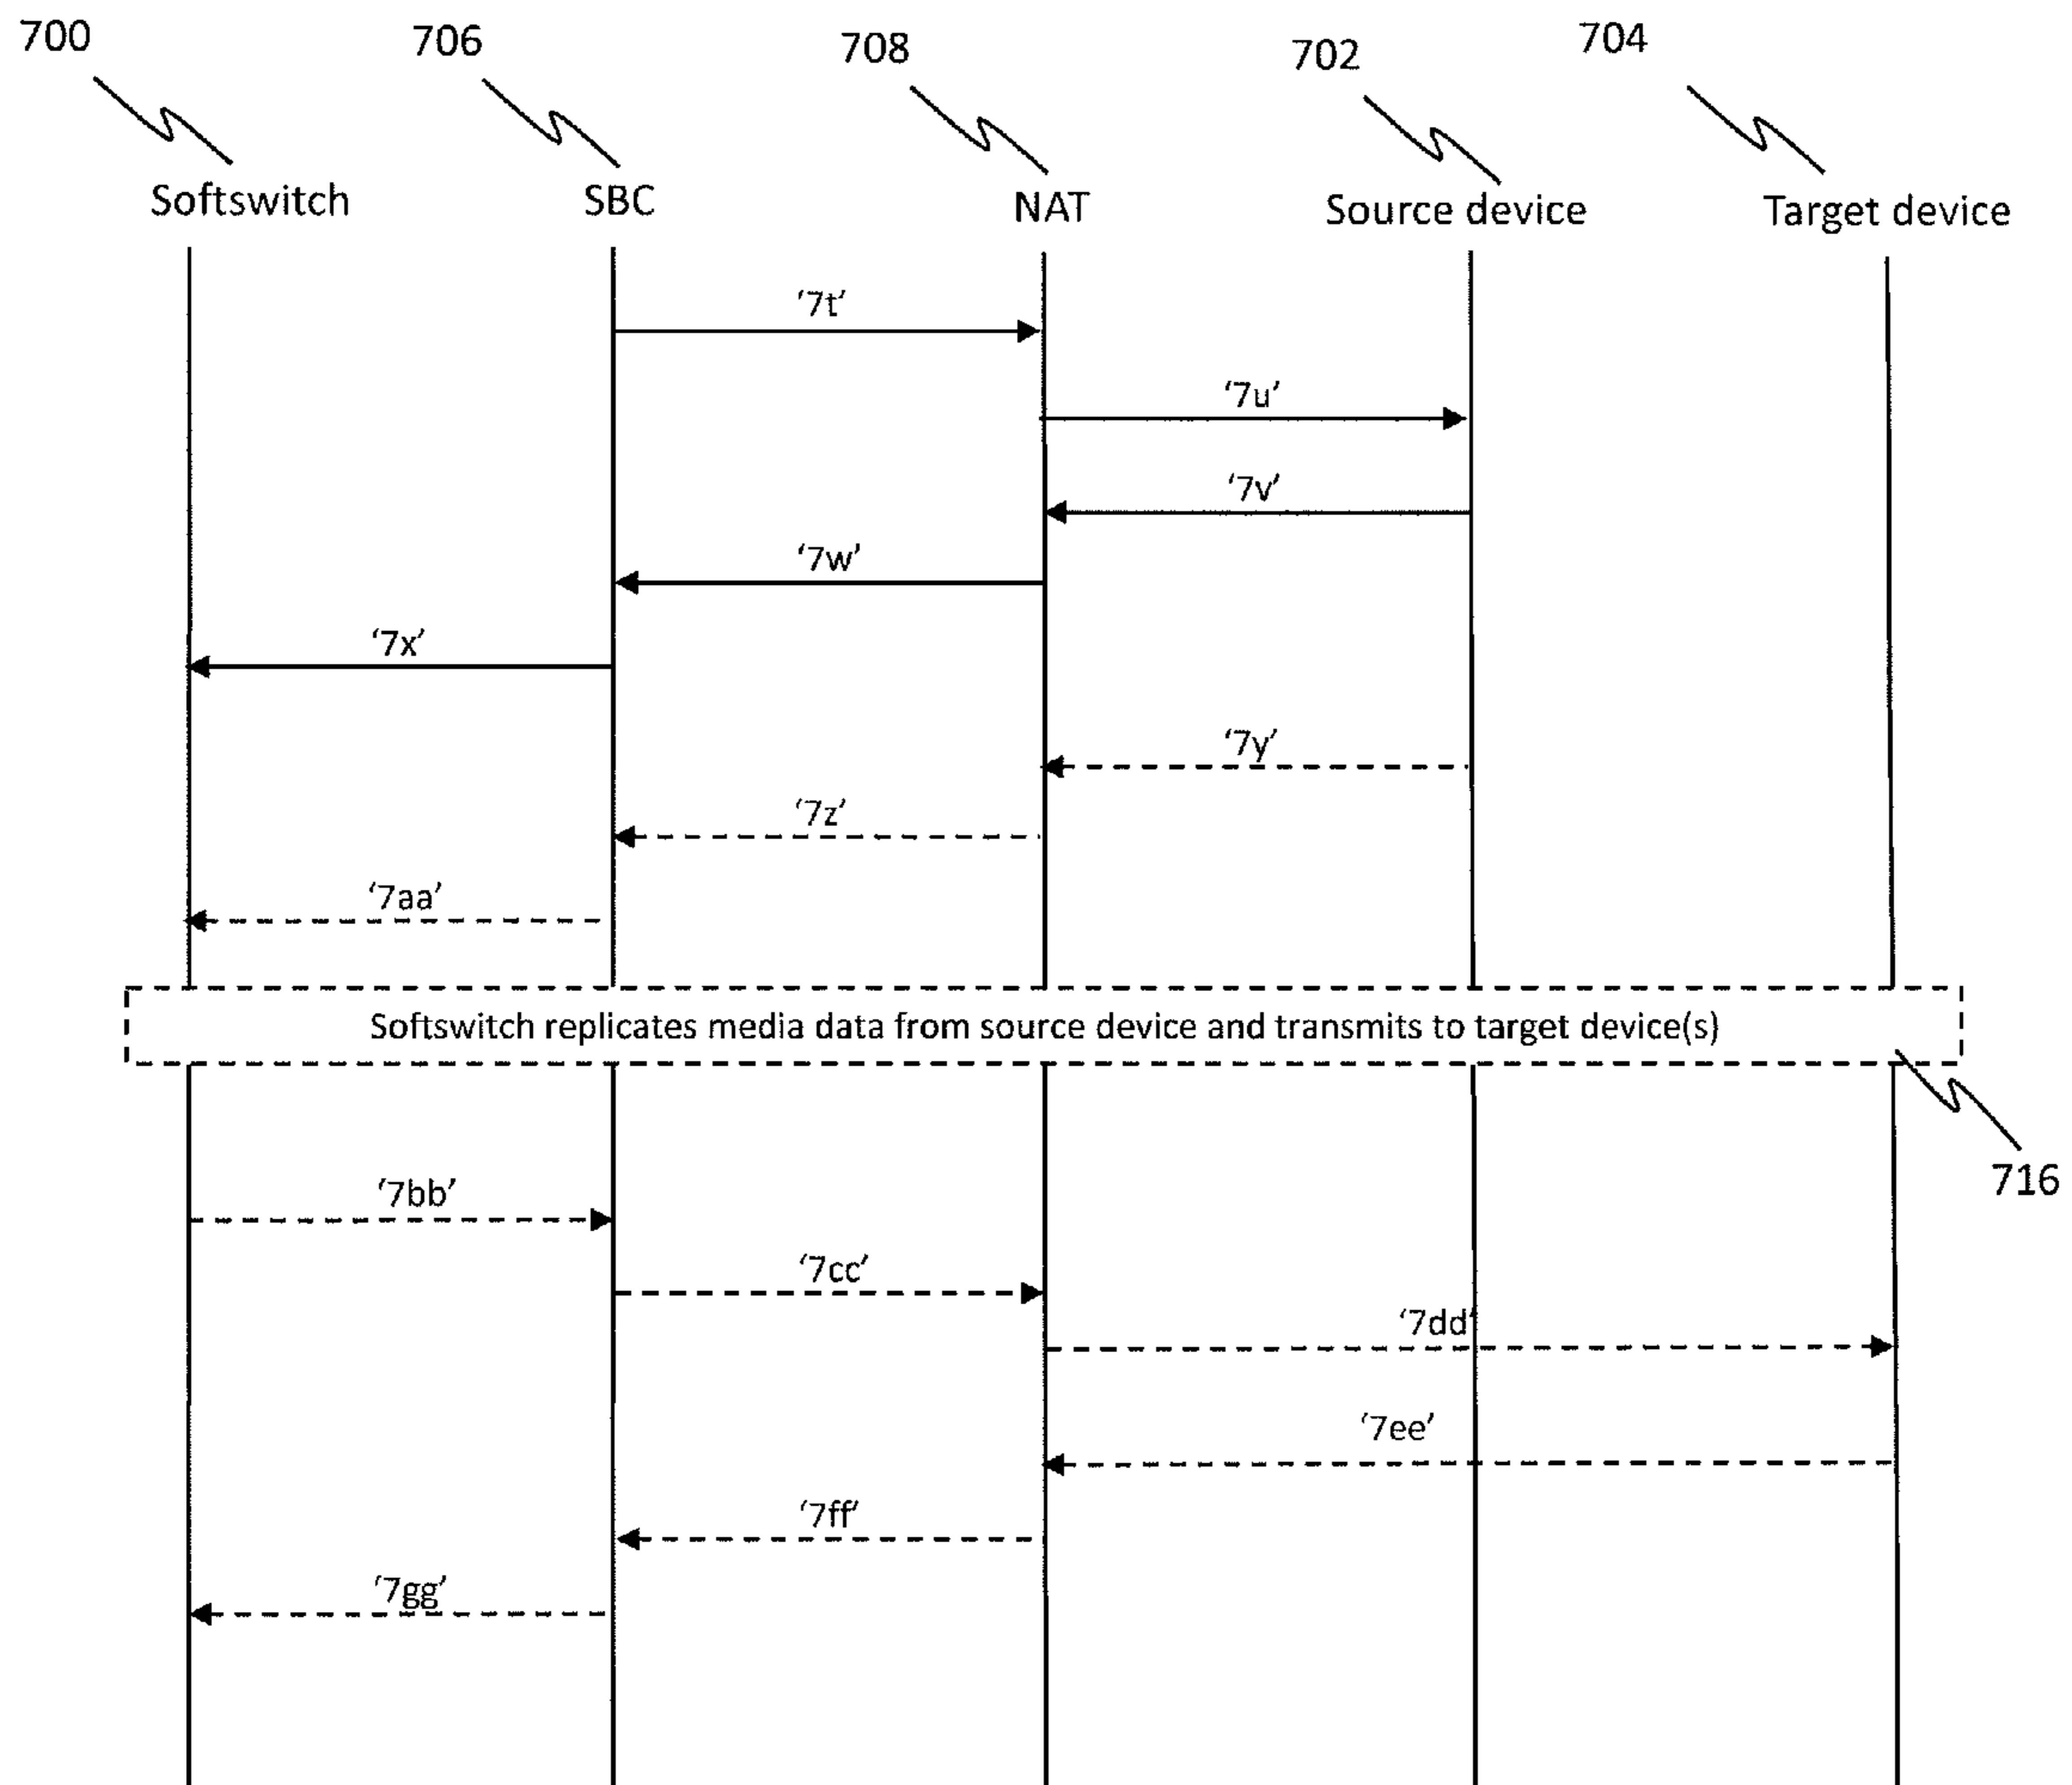 700
706
708
702
704
Softswitch
SBC
NAT
Source device
Target device
‘7t’
‘7u’
‘7v’
‘7w’
‘7x’
‘7y’
‘7z’
‘7aa’
Softswitch replicates media data from source device and transmits to target device(s)
716
‘7bb’
‘7cc’
‘7dd‘
‘7ee’
‘7ff’
‘7gg’